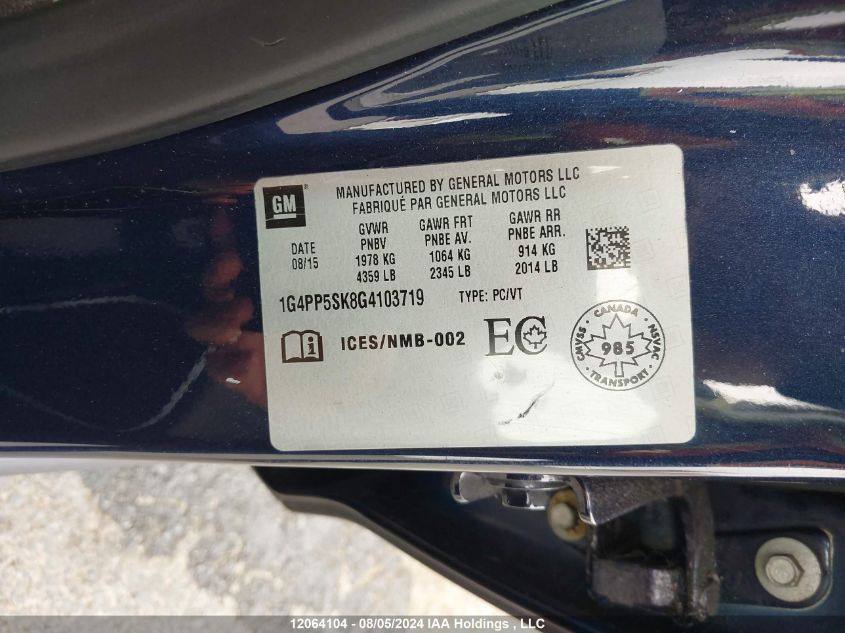 GM
MANUFACTURED BY GENERAL MOTORS LLC
FABRIQUÉ PAR GENERAL MOTORS LLC
DATE
08/15
GVWR
PNBV
1978 KG
4359 LB
GAWR FRT
PNBE AV.
1064 KG
2345 LB
GAWR RR
PNBE ARR.
914 KG
2014 LB
1G4PP5SK8G4103719 TYPE: PC/VT
i ICES/NMB-002 EC
CANADA
CMVSS 985 NSVAC
TRANSPORT
12064104 - 08/05/2024 IAA Holdings , LLC